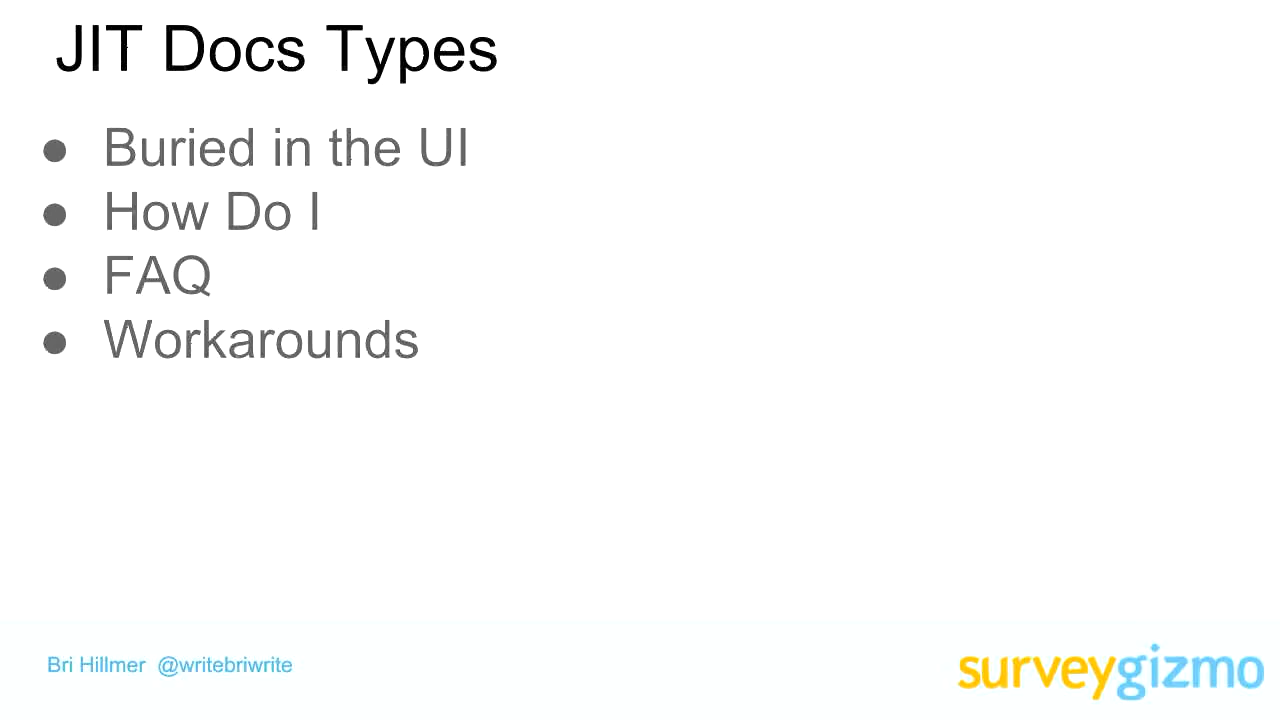 JIT Docs Types
● Buried in the UI
● How Do I
● FAQ
● Workarounds
Bri Hillmer @writebriwrite
surveygizmo